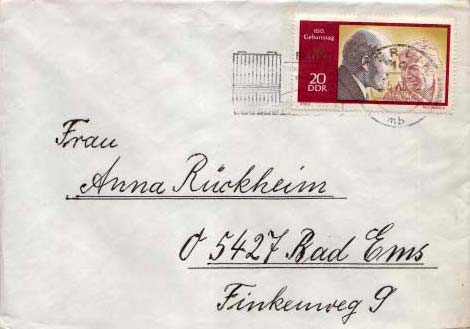 100.
Geburtstag
20
DDR
Frau
Anna Rückheim
O 5427 Bad Ems
Finkenweg 9